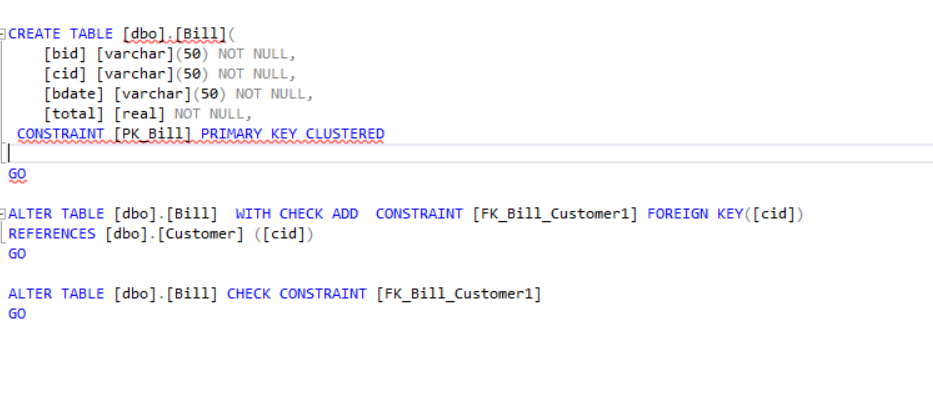 CREATE TABLE [dbo].[Bill](
[bid] [varchar](50) NOT NULL,
[cid] [varchar](50) NOT NULL,
[bdate] [varchar](50) NOT NULL,
[total] [real] NOT NULL,
CONSTRAINT [PK_Bill] PRIMARY KEY CLUSTERED
GO
ALTER TABLE [dbo].[Bill]  WITH CHECK ADD  CONSTRAINT [FK_Bill_Customer1] FOREIGN KEY([cid])
REFERENCES [dbo].[Customer] ([cid])
GO
ALTER TABLE [dbo].[Bill] CHECK CONSTRAINT [FK_Bill_Customer1]
GO